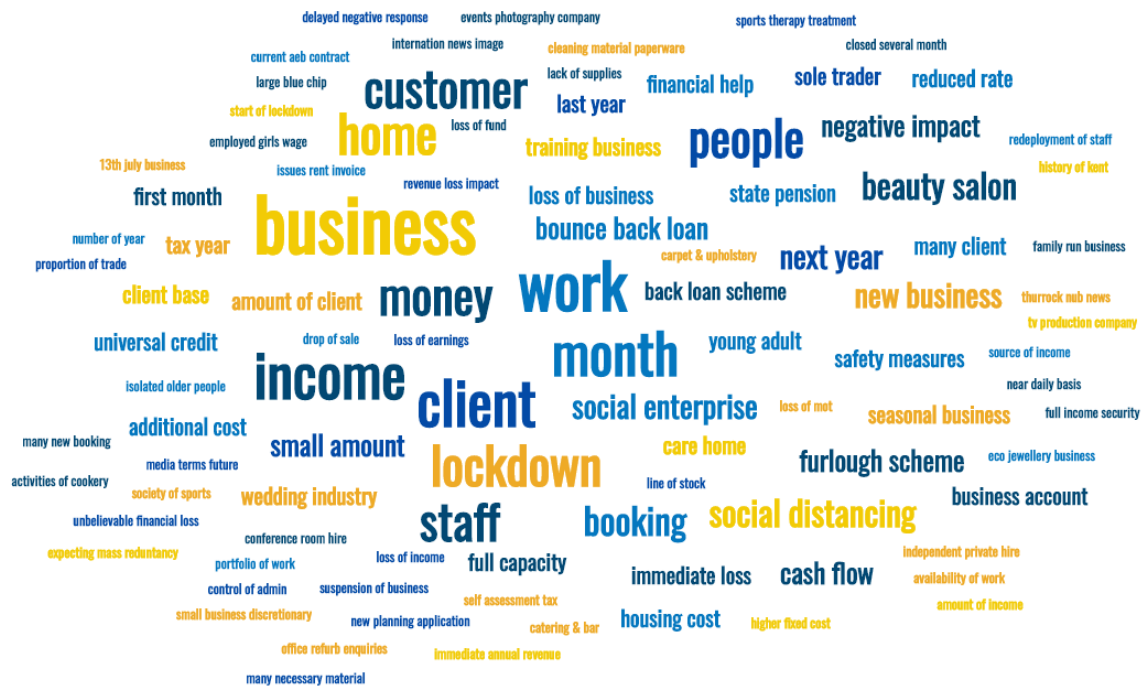 delayed negative response
events photography company
sports therapy treatment
internation news image
cleaning material paperware
closed several month
current aeb contract
large blue chip
customer
lack of supplies
financial help
sole trader
reduced rate
start of lockdown
last year
employed girls wage
home
loss of fund
training business
people
negative impact
redeployment of staff
13th july business
issues rent invoice
history of kent
first month
revenue loss impact
loss of business
state pension
beauty salon
business
bounce back loan
number of year
tax year
carpet & upholstery
next year
many client
family run business
proportion of trade
client base
amount of client
money
work
back loan scheme
new business
thurrock nub news
tv production company
universal credit
drop of sale
loss of earnings
month
young adult
safety measures
source of income
isolated older people
income
near daily basis
client
social enterprise
loss of mot
seasonal business
full income security
additional cost
many new booking
small amount
care home
media terms future
lockdown
furlough scheme
eco jewellery business
activities of cookery
society of sports
wedding industry
line of stock
business account
unbelievable financial loss
staff
booking
social distancing
conference room hire
expecting mass reduntancy
independent private hire
portfolio of work
loss of income
full capacity
immediate loss
cash flow
availability of work
control of admin
suspension of business
self assessment tax
amount of income
small business discretionary
new planning application
catering & bar
housing cost
higher fixed cost
office refurb enquiries
immediate annual revenue
many necessary material